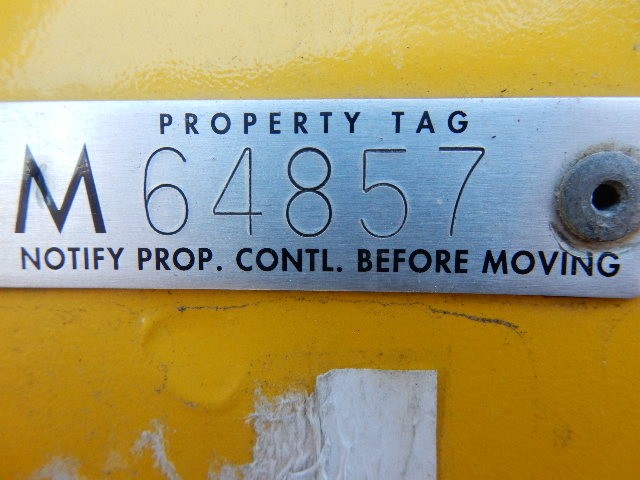 PROPERTY TAG
M 64857
NOTIFY PROP. CONTL. BEFORE MOVING